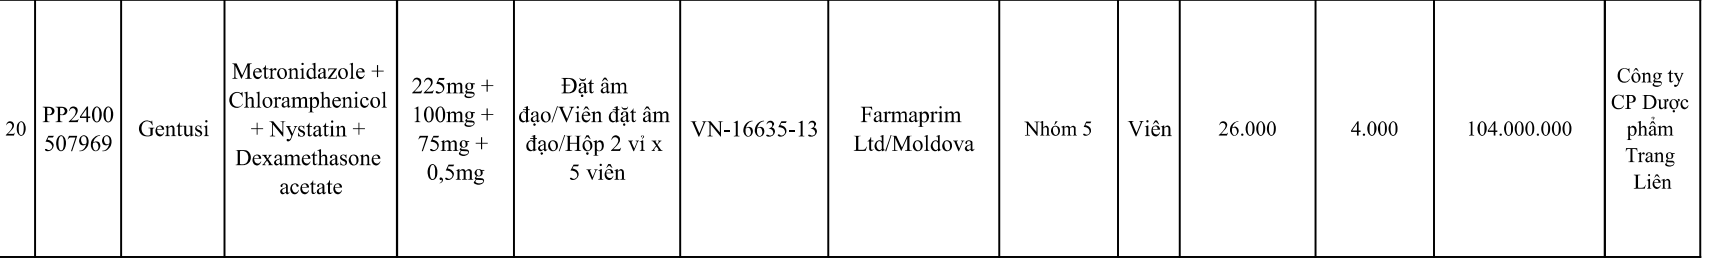 20
PP2400
507969
Gentusi
Metronidazole +
Chloramphenicol
+ Nystatin +
Dexamethasone
acetate
225mg +
100mg +
75mg +
0,5mg
Đặt âm
đạo/Viên đặt âm
đạo/Hộp 2 vỉ x
5 viên
VN-16635-13
Farmaprim
Ltd/Moldova
Nhóm 5
Viên
26.000
4.000
104.000.000
Công ty
CP Dược
phẩm
Trang
Liên